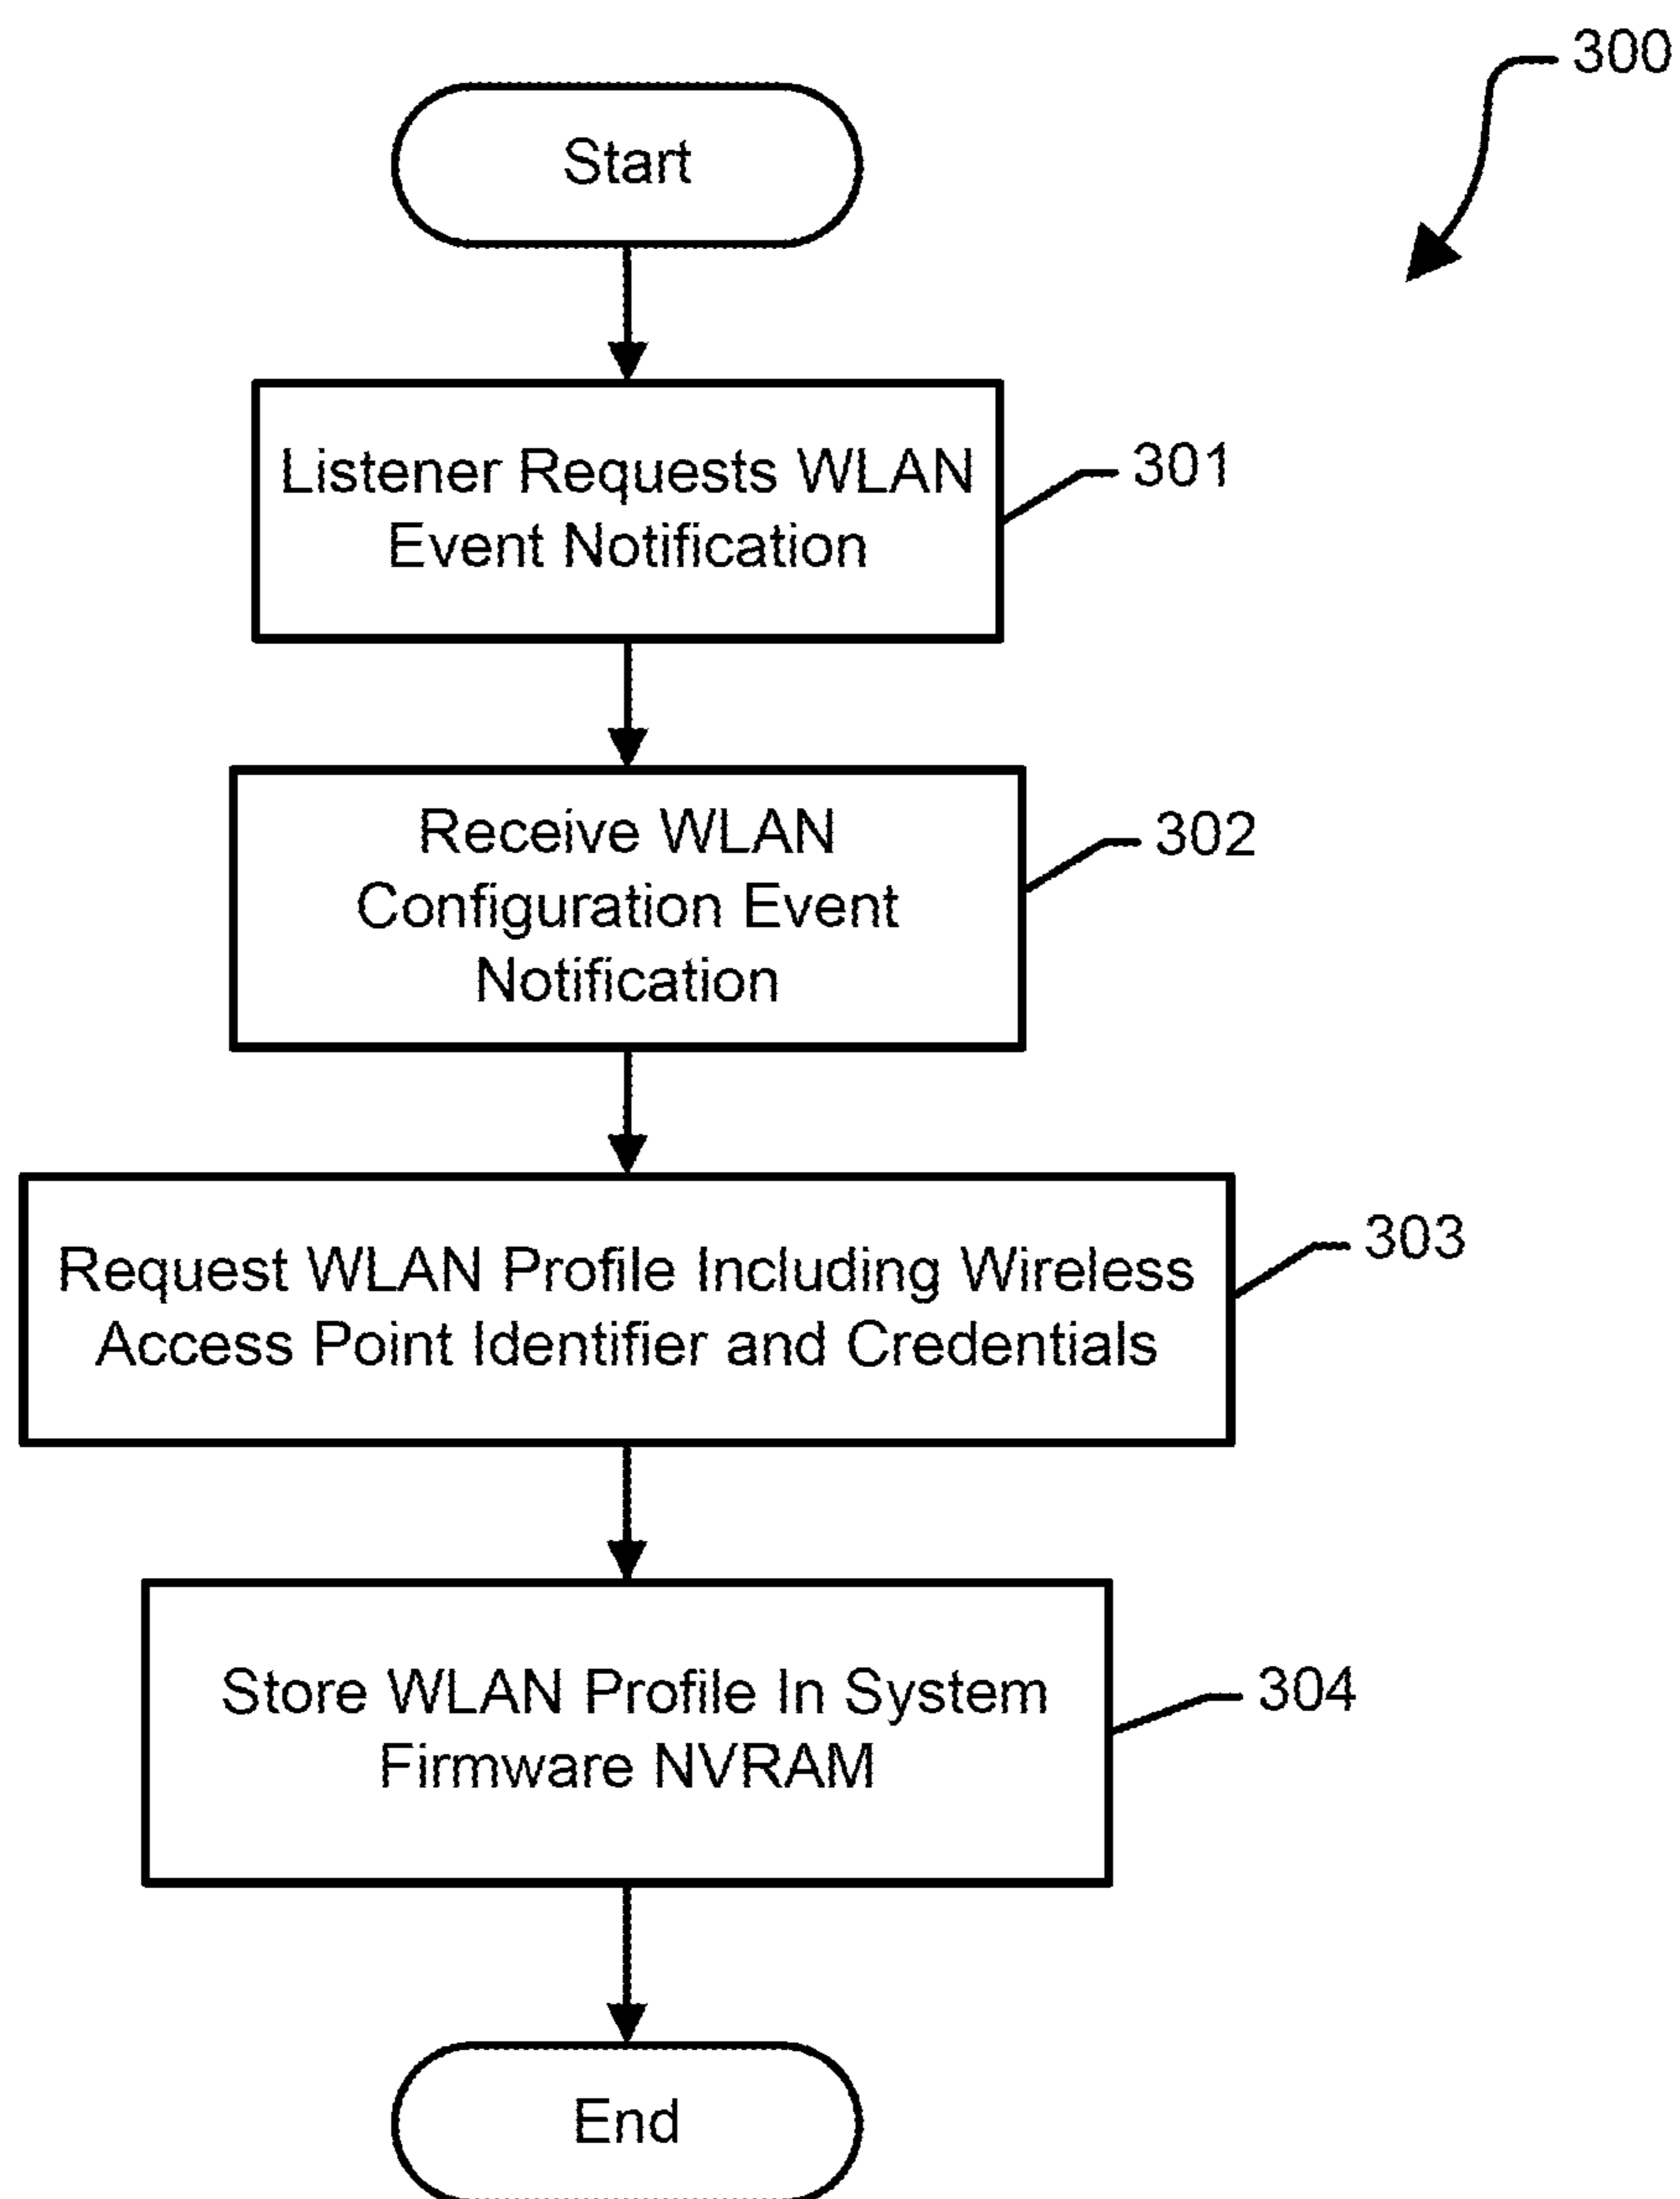 300
Start
Listener Requests WLAN
Event Notification
301
Receive WLAN
Configuration Event
Notification
302
Request WLAN Profile Including Wireless
Access Point Identifier and Credentials
303
Store WLAN Profile In System
Firmware NVRAM
304
End